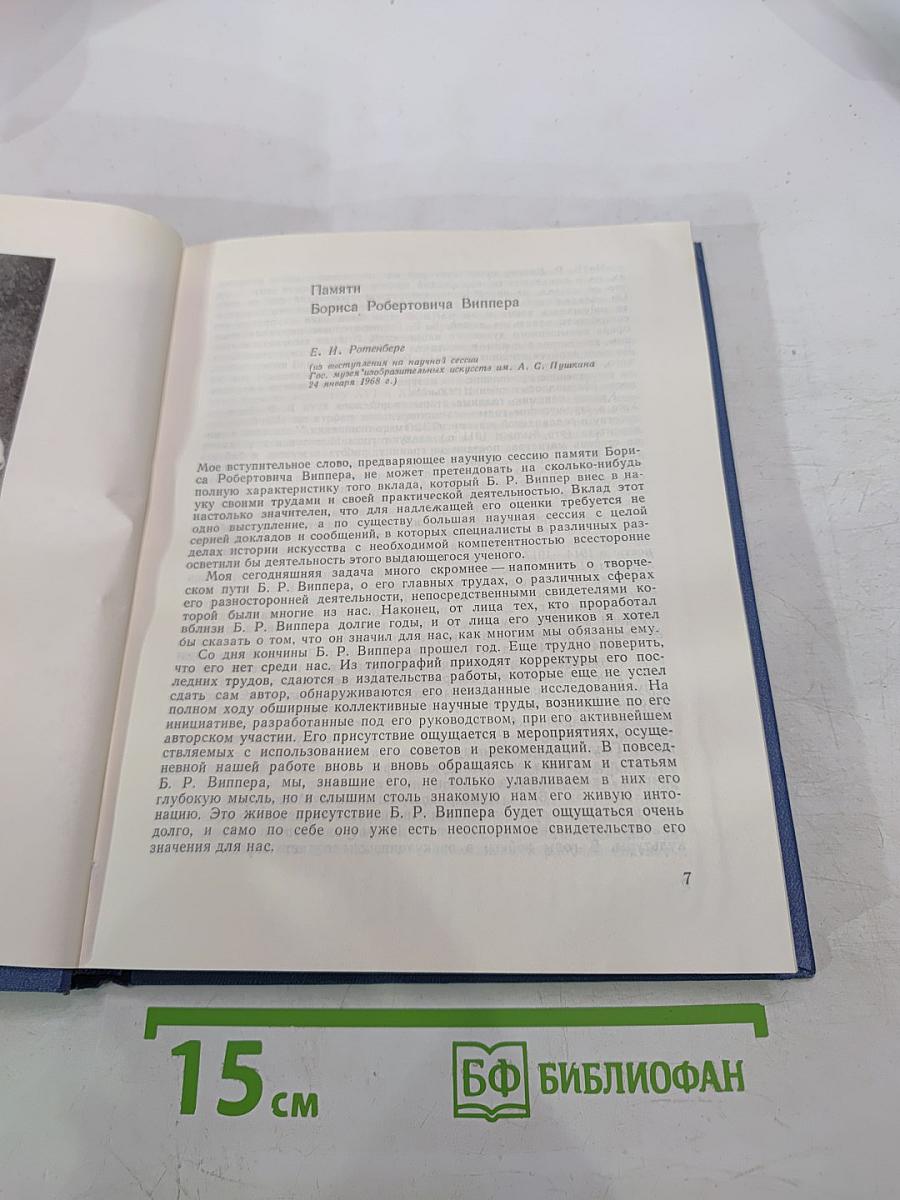 Памяти
Бориса Робертовича Виппера
Е. И. Ротенберг
(из выступления на научной сессии
Гос. музея изобразительных искусств им. А. С. Пушкина
24 января 1968 г.)
Мое вступительное слово, предваряющее научную сессию памяти Бори-
са Робертовича Виппера, не может претендовать на сколько-нибудь
полную характеристику того вклада, который Б. Р. Виппер внес в на-
уку своими трудами и своей практической деятельностью. Вклад этот
настолько значителен, что для надлежащей его оценки требуется не
одно выступление, а по существу большая научная сессия с целой
серией докладов и сообщений, в которых специалисты в различных раз-
делах истории искусства с необходимой компетентностью всесторонне
осветили бы деятельность этого выдающегося ученого.
Моя сегодняшняя задача много скромнее — напомнить о творче-
ском пути Б. Р. Виппера, о его главных трудах, о различных сферах
его разносторонней деятельности, непосредственными свидетелями ко-
торой были многие из нас. Наконец, от лица тех, кто проработал
вблизи Б. Р. Виппера долгие годы, и от лица его учеников я хотел
бы сказать о том, что он значил для нас, как многим мы обязаны ему.
Со дня кончины Б. Р. Виппера прошел год. Еще трудно поверить,
что его нет среди нас. Из типографий приходят корректуры его пос-
ледних трудов, сдаются в издательства работы, которые еще не успел
сдать сам автор, обнаруживаются его неизданные исследования. На
полном ходу обширные коллективные научные труды, возникшие по его
инициативе, разработанные под его руководством, при его активнейшем
авторском участии. Его присутствие ощущается в мероприятиях, осуще-
ствляемых с использованием его советов и рекомендаций. В повсед-
невной нашей работе вновь и вновь обращаясь к книгам и статьям
Б. Р. Виппера, мы, знавшие его, не только улавливаем в них его
глубокую мысль, но и слышим столь знакомую нам его живую инто-
нацию. Это живое присутствие Б. Р. Виппера будет ощущаться очень
долго, и само по себе оно уже есть неоспоримое свидетельство его
значения для нас.
7
15 см
БФ БИБЛИОФАН